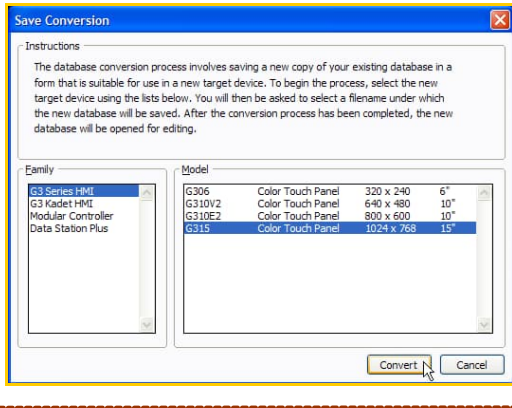 Save Conversion
Instructions
The database conversion process involves saving a new copy of your existing database in a
form that is suitable for use in a new target device. To begin the process, select the new
target device using the lists below. You will then be asked to select a filename under which
the new database will be saved. After the conversion process has been completed, the new
database will be opened for editing.
Family
G3 Series HMI
G3 Kadet HMI
Modular Controller
Data Station Plus
Model
G306 Color Touch Panel 320 x 240 6"
G310V2 Color Touch Panel 640 x 480 10"
G310E2 Color Touch Panel 800 x 600 10"
G315 Color Touch Panel 1024 x 768 15"
Convert Cancel